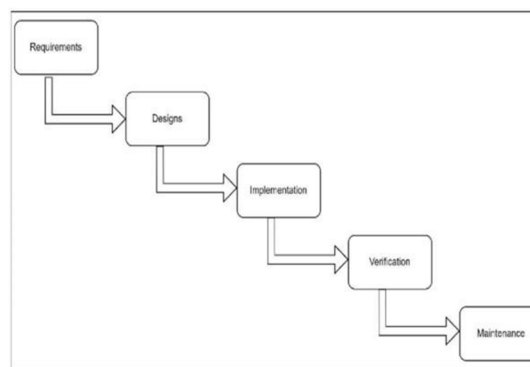 Requirements
Designs
Implementation
Verification
Maintenance